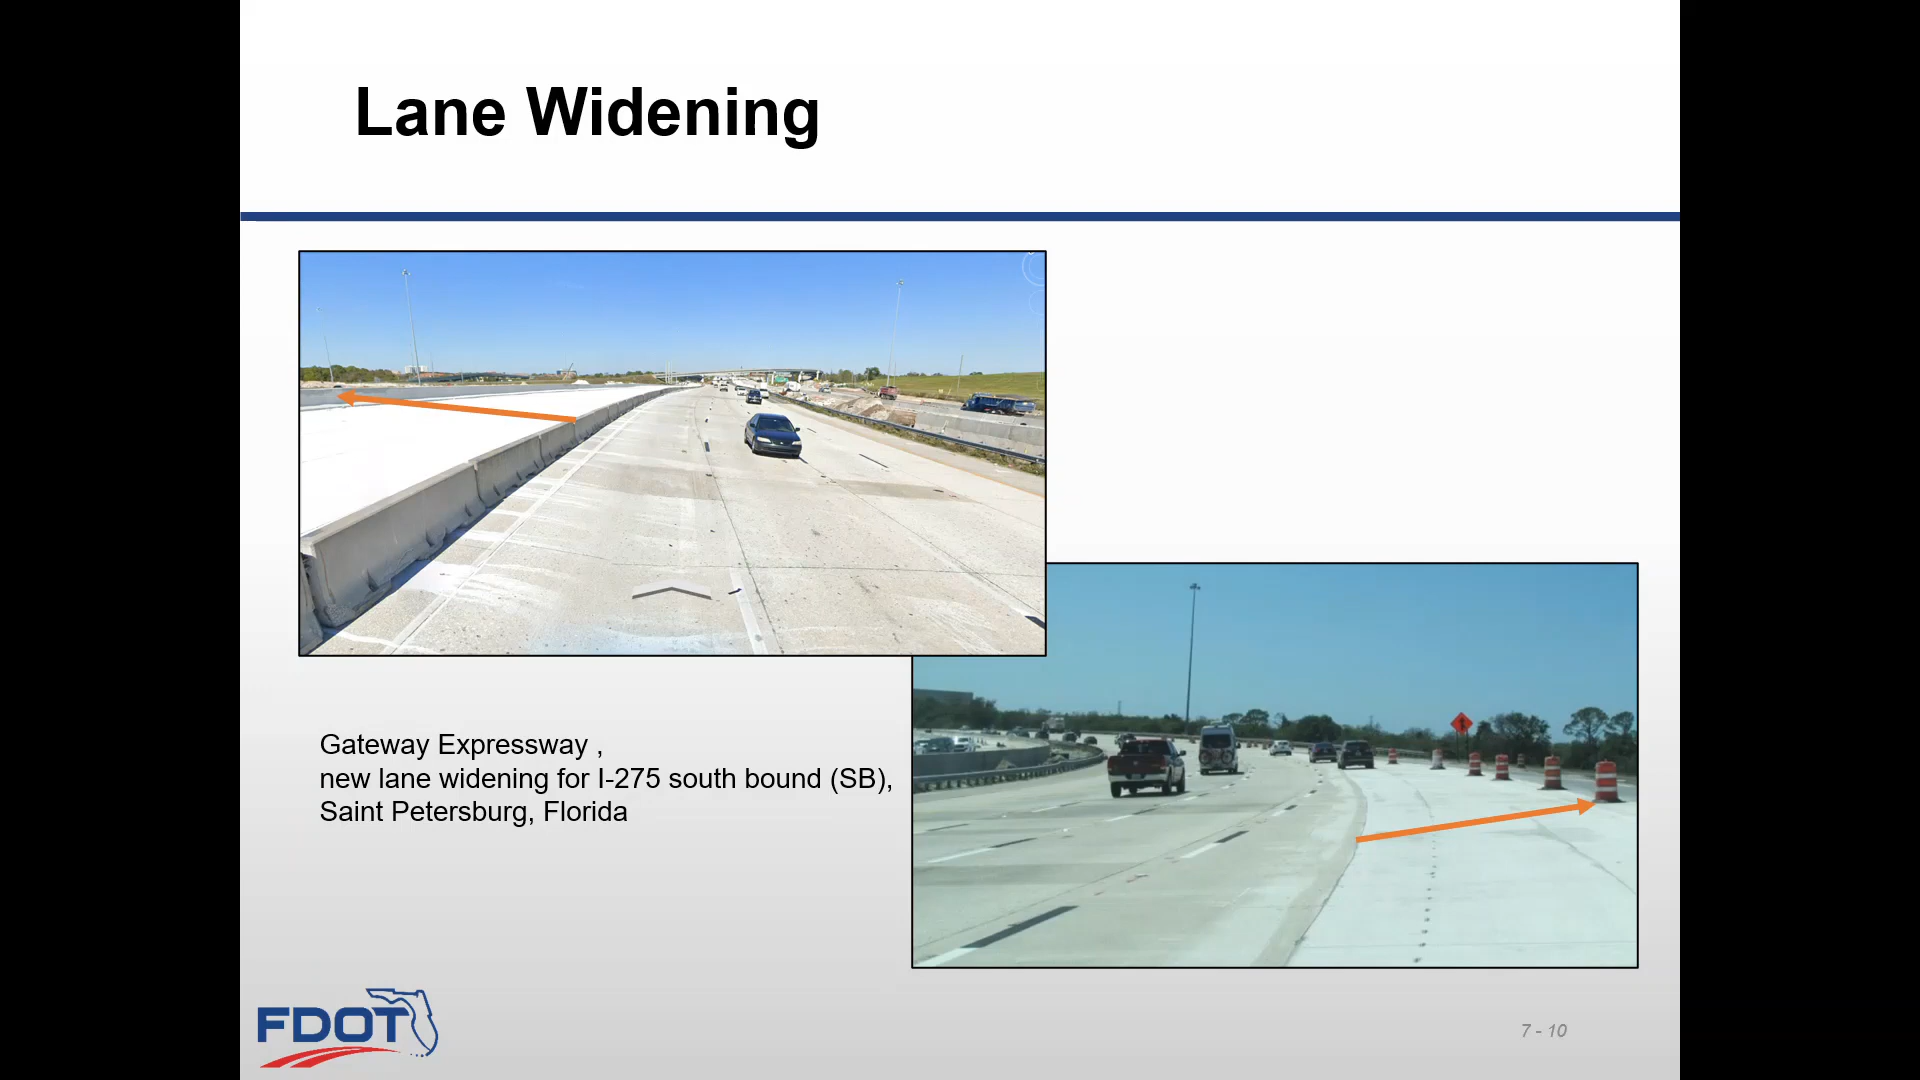 Lane Widening
Gateway Expressway ,
new lane widening for I-275 south bound (SB),
Saint Petersburg, Florida
FDOT
7 - 10